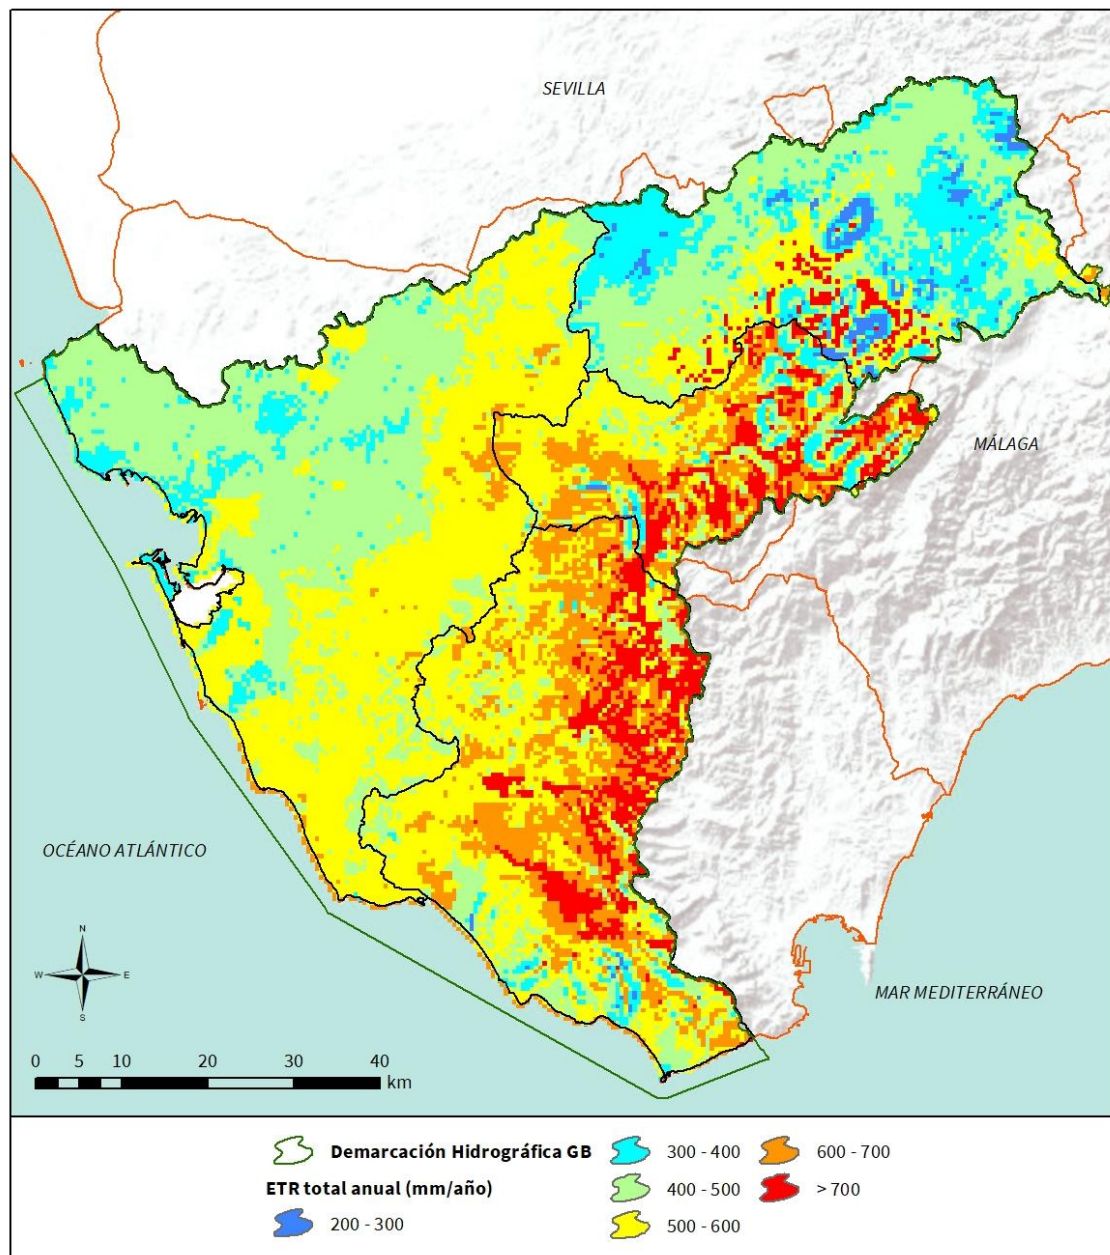 SEVILLA
MÁLAGA
OCÉANO ATLÁNTICO
MAR MEDITERRÁNEO
N
W E
S
0 5 10 20 30 40
km
Demarcación Hidrográfica GB
ETR total anual (mm/año)
200 - 300
300 - 400
400 - 500
500 - 600
600 - 700
> 700